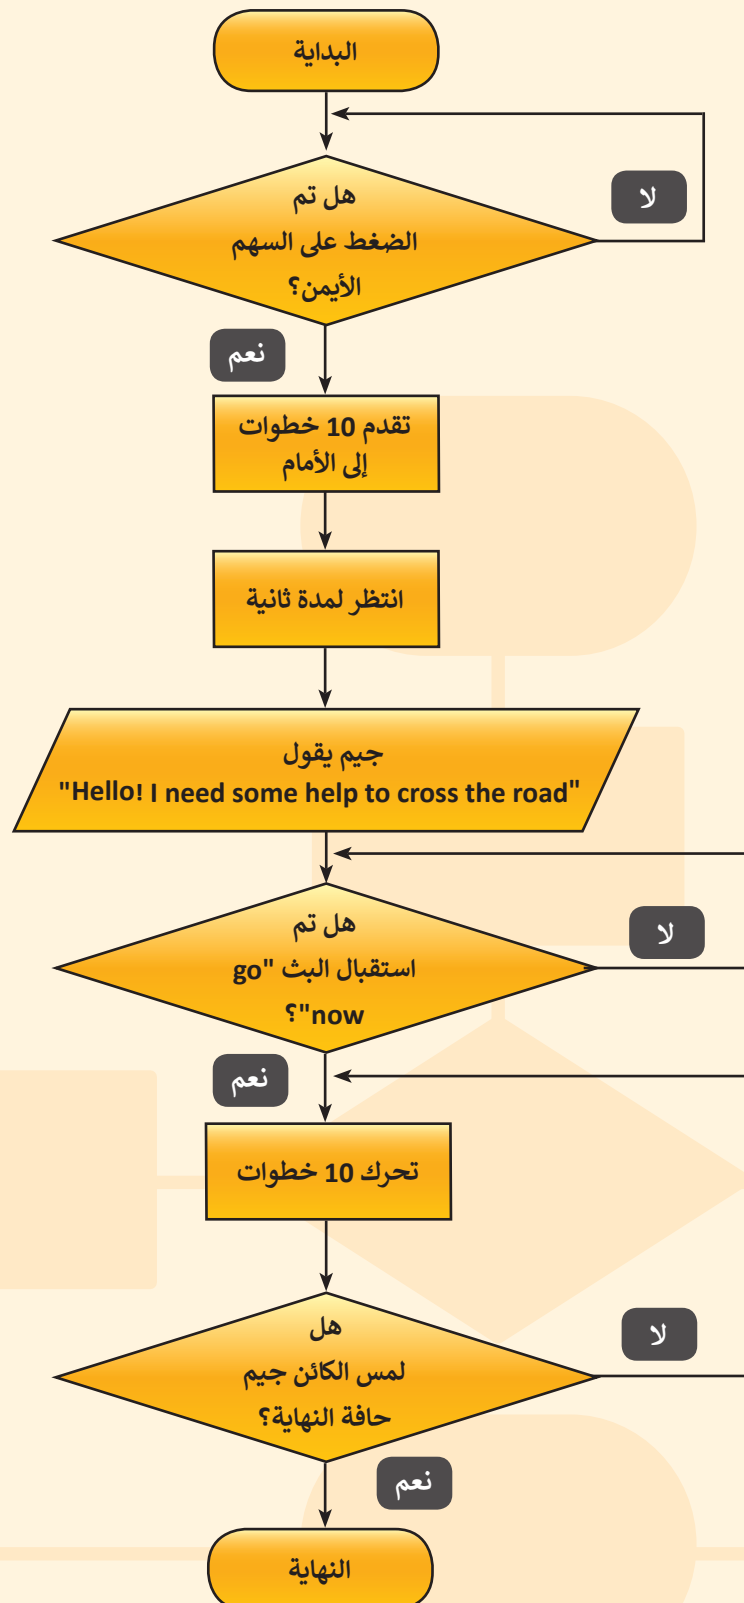 البداية
هل تم
الضغط على السهم
الأيمن؟
لا
نعم
تقدم 10 خطوات
إلى الأمام
انتظر لمدة ثانية
جيم يقول
"Hello! I need some help to cross the road"
هل تم
استقبال البث "go
now"؟
لا
نعم
تحرك 10 خطوات
هل
لمس الكائن جيم
حافة النهاية؟
لا
نعم
النهاية